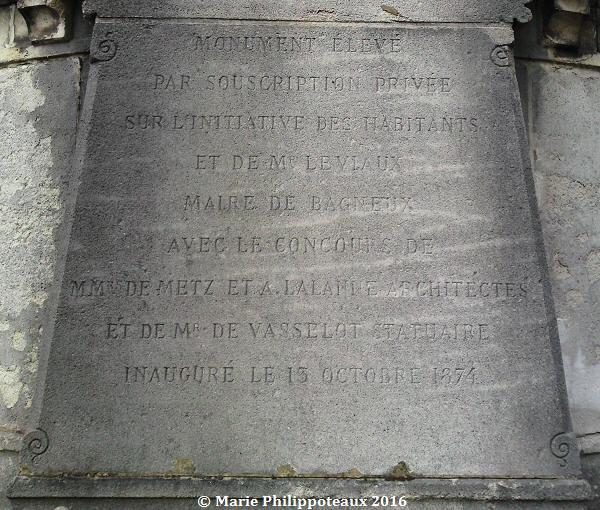 MONUMENT ÉLEVÉ
PAR SOUSCRIPTION PRIVÉE
SUR L'INITIATIVE DES HABITANTS
ET DE MR LEVIAUX
MAIRE DE BAGNEUX
AVEC LE CONCOURS DE
MMRS DE METZ ET A. LALANNE ARCHITECTES
ET DE MR DE VASSELOT STATUAIRE
INAUGURÉ LE 13 OCTOBRE 1874
© Marie Philippoteaux 2016